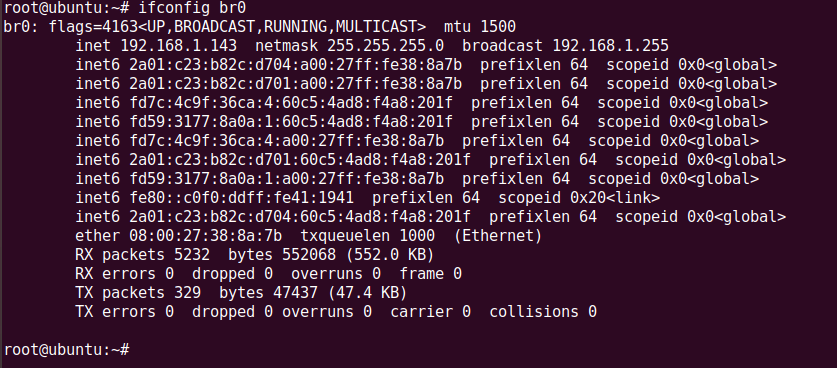 root@ubuntu:~# ifconfig br0
br0: flags=4163<UP,BROADCAST,RUNNING,MULTICAST>  mtu 1500
        inet 192.168.1.143  netmask 255.255.255.0  broadcast 192.168.1.255
        inet6 2a01:c23:b82c:d704:a00:27ff:fe38:8a7b  prefixlen 64  scopeid 0x0<global>
        inet6 2a01:c23:b82c:d701:a00:27ff:fe38:8a7b  prefixlen 64  scopeid 0x0<global>
        inet6 fd7c:4c9f:36ca:4:60c5:4ad8:f4a8:201f  prefixlen 64  scopeid 0x0<global>
        inet6 fd59:3177:8a0a:1:60c5:4ad8:f4a8:201f  prefixlen 64  scopeid 0x0<global>
        inet6 fd7c:4c9f:36ca:4:a00:27ff:fe38:8a7b  prefixlen 64  scopeid 0x0<global>
        inet6 2a01:c23:b82c:d701:60c5:4ad8:f4a8:201f  prefixlen 64  scopeid 0x0<global>
        inet6 fd59:3177:8a0a:1:a00:27ff:fe38:8a7b  prefixlen 64  scopeid 0x0<global>
        inet6 fe80::c0f0:ddff:fe41:1941  prefixlen 64  scopeid 0x20<link>
        inet6 2a01:c23:b82c:d704:60c5:4ad8:f4a8:201f  prefixlen 64  scopeid 0x0<global>
        ether 08:00:27:38:8a:7b  txqueuelen 1000  (Ethernet)
        RX packets 5232  bytes 552068 (552.0 KB)
        RX errors 0  dropped 0  overruns 0  frame 0
        TX packets 329  bytes 47437 (47.4 KB)
        TX errors 0  dropped 0 overruns 0  carrier 0  collisions 0

root@ubuntu:~#